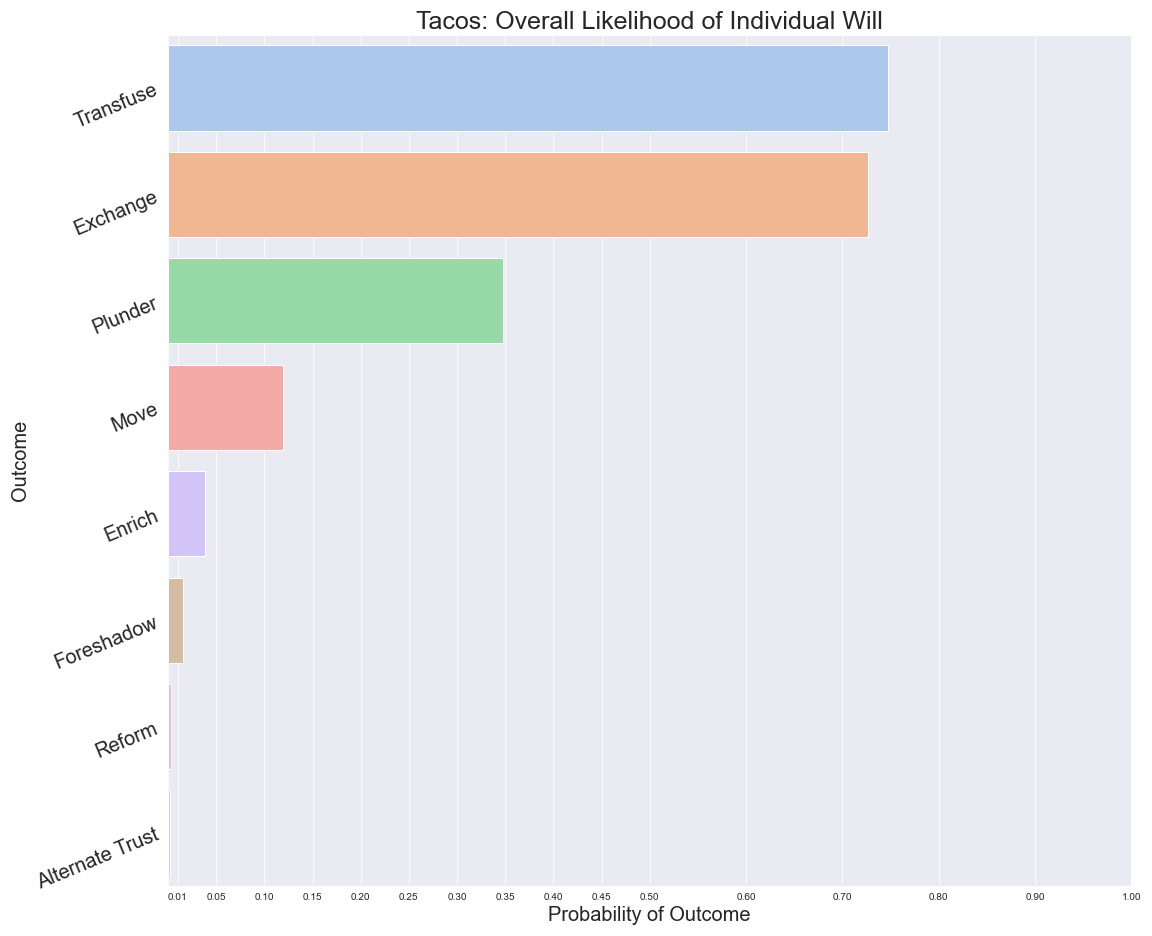 Tacos: Overall Likelihood of Individual Will
Outcome
Transfuse
Exchange
Plunder
Move
Enrich
Foreshadow
Reform
Alternate Trust
0.01 0.05 0.10 0.15 0.20 0.25 0.30 0.35 0.40 0.45 0.50 0.60 0.70 0.80 0.90 1.00
Probability of Outcome